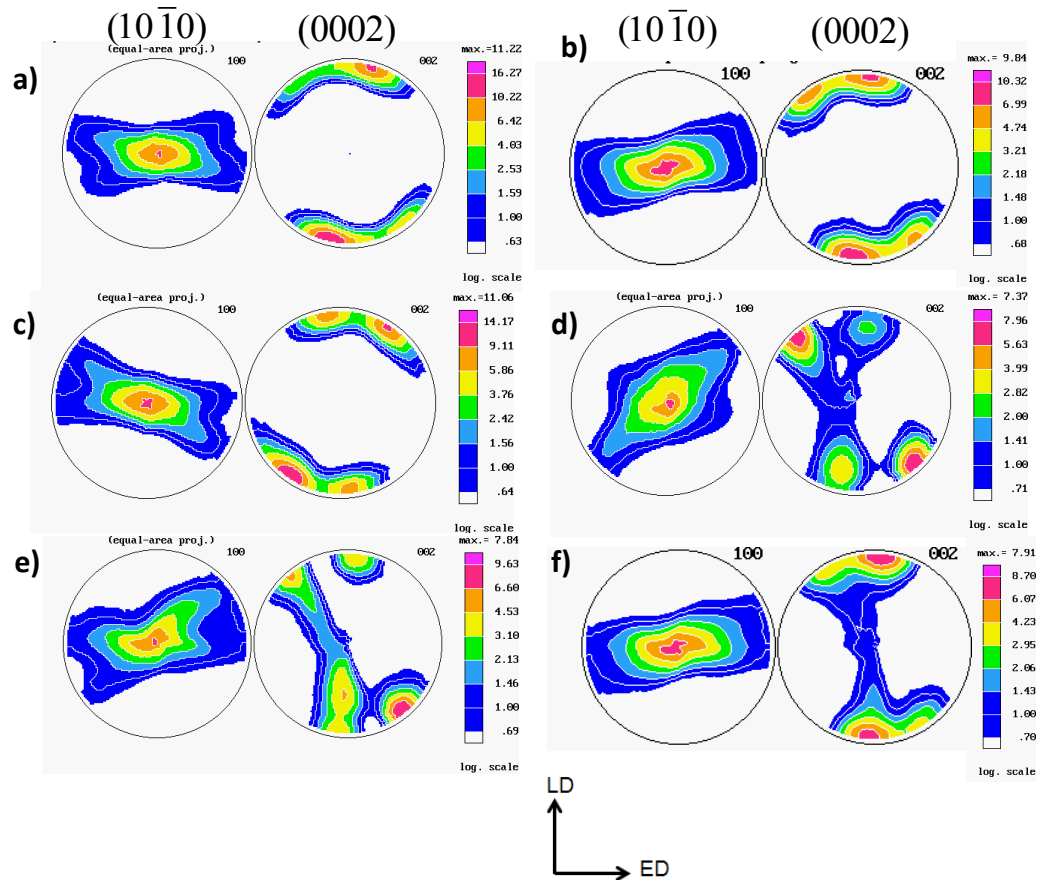 (10̅10) (0002)
(equal-area proj.) 100 002 max.=11.22
a)
16.27
10.22
6.42
4.03
2.53
1.59
1.00
.63
log. scale
(10̅10) (0002)
b)
100 002 max.= 9.84
10.32
6.99
4.74
3.21
2.18
1.48
1.00
.68
log. scale
(equal-area proj.) 100 002 max.=11.06
c)
14.17
9.11
5.86
3.76
2.42
1.56
1.00
.64
log. scale
(equal-area proj.) 100 002 max.= 7.37
d)
7.96
5.63
3.99
2.82
2.00
1.41
1.00
.71
log. scale
(equal-area proj.) 100 002 max.= 7.84
e)
9.63
6.60
4.53
3.10
2.13
1.46
1.00
.69
log. scale
f)
100 002 max.= 7.91
8.70
6.07
4.23
2.95
2.06
1.43
1.00
.70
log. scale
LD
ED